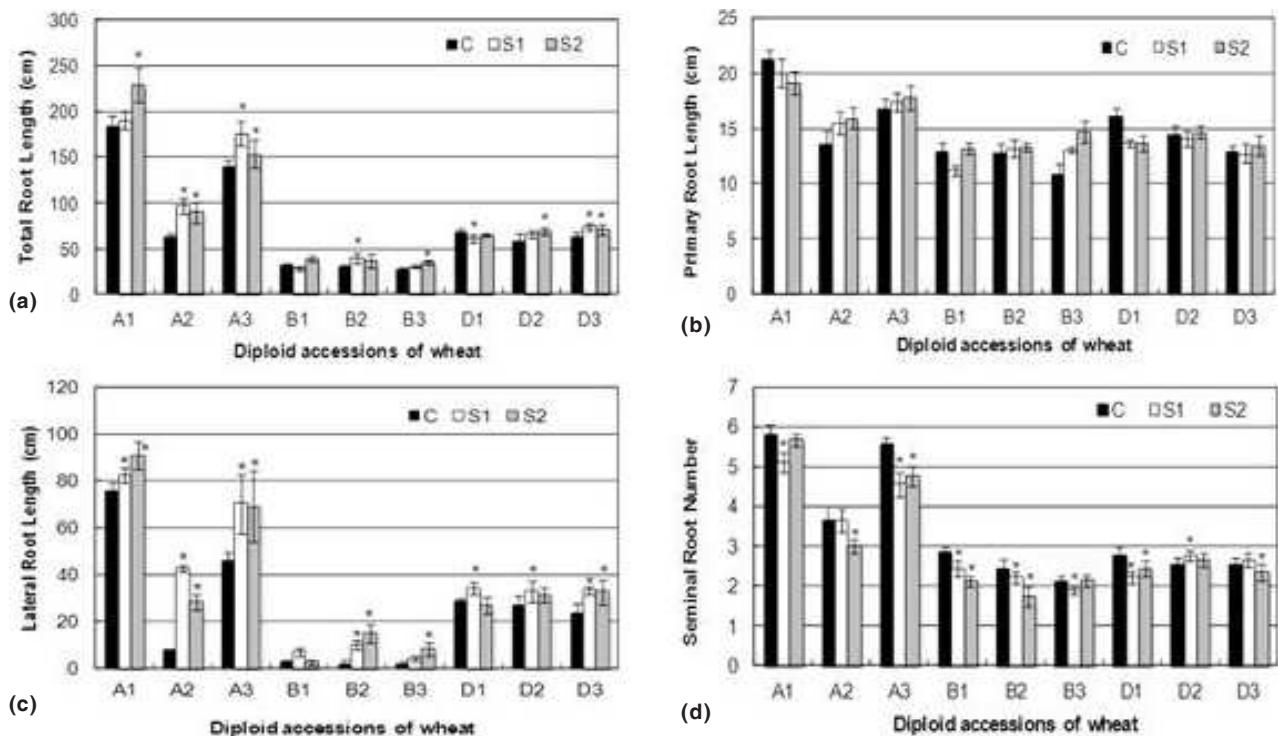 C S1 S2
300
250
200
150
100
50
0
Total Root Length (cm)
A1 A2 A3 B1 B2 B3 D1 D2 D3
Diploid accessions of wheat
(a)
C S1 S2
25
20
15
10
5
0
Primary Root Length (cm)
A1 A2 A3 B1 B2 B3 D1 D2 D3
Diploid accessions of wheat
(b)
C S1 S2
120
100
80
60
40
20
0
Lateral Root Length (cm)
A1 A2 A3 B1 B2 B3 D1 D2 D3
Diploid accessions of wheat
(c)
C S1 S2
7
6
5
4
3
2
1
0
Seminal Root Number
A1 A2 A3 B1 B2 B3 D1 D2 D3
Diploid accessions of wheat
(d)